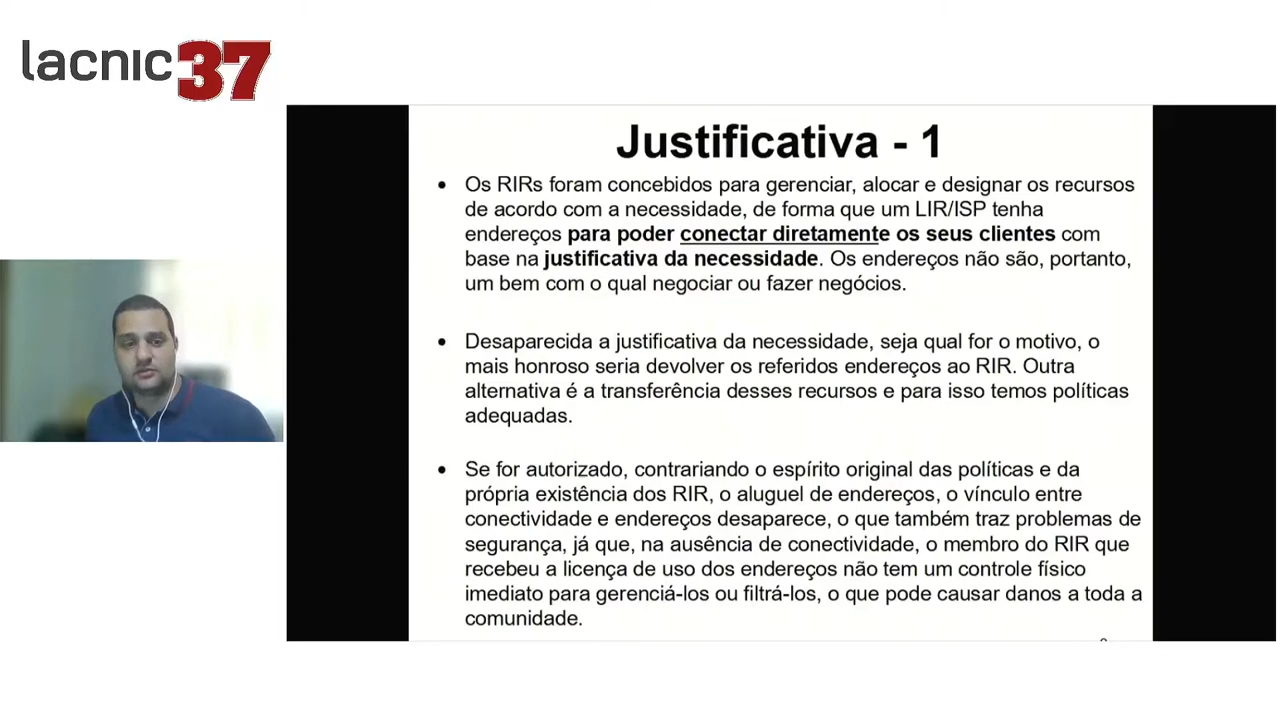 lacnic37
Justificativa - 1
• Os RIRs foram concebidos para gerenciar, alocar e designar os recursos
de acordo com a necessidade, de forma que um LIR/ISP tenha
endereços para poder conectar diretamente os seus clientes com
base na justificativa da necessidade. Os endereços não são, portanto,
um bem com o qual negociar ou fazer negócios.
• Desaparecida a justificativa da necessidade, seja qual for o motivo, o
mais honroso seria devolver os referidos endereços ao RIR. Outra
alternativa é a transferência desses recursos e para isso temos políticas
adequadas.
• Se for autorizado, contrariando o espírito original das políticas e da
própria existência dos RIR, o aluguel de endereços, o vínculo entre
conectividade e endereços desaparece, o que também traz problemas de
segurança, já que, na ausência de conectividade, o membro do RIR que
recebeu a licença de uso dos endereços não tem um controle físico
imediato para gerenciá-los ou filtrá-los, o que pode causar danos a toda a
comunidade.